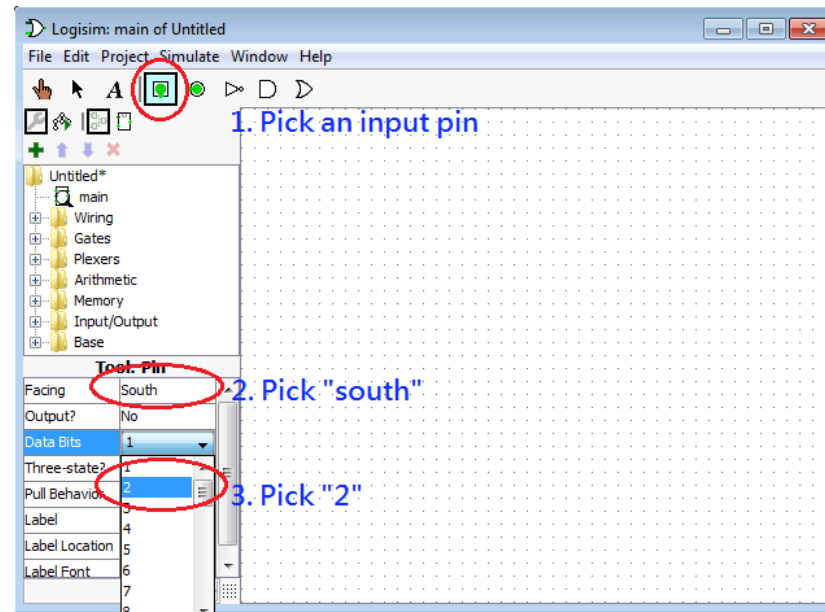 Logisim: main of Untitled
File Edit Project Simulate Window Help
A
1. Pick an input pin
Untitled*
main
Wiring
Gates
Plexers
Arithmetic
Memory
Input/Output
Base
Tool: Pin
Facing South
2. Pick "south"
Output? No
Data Bits 1
Three-state? 1
2
3. Pick "2"
Pull Behavior
3
Label
4
Label Location 5
Label Font 6
7
8